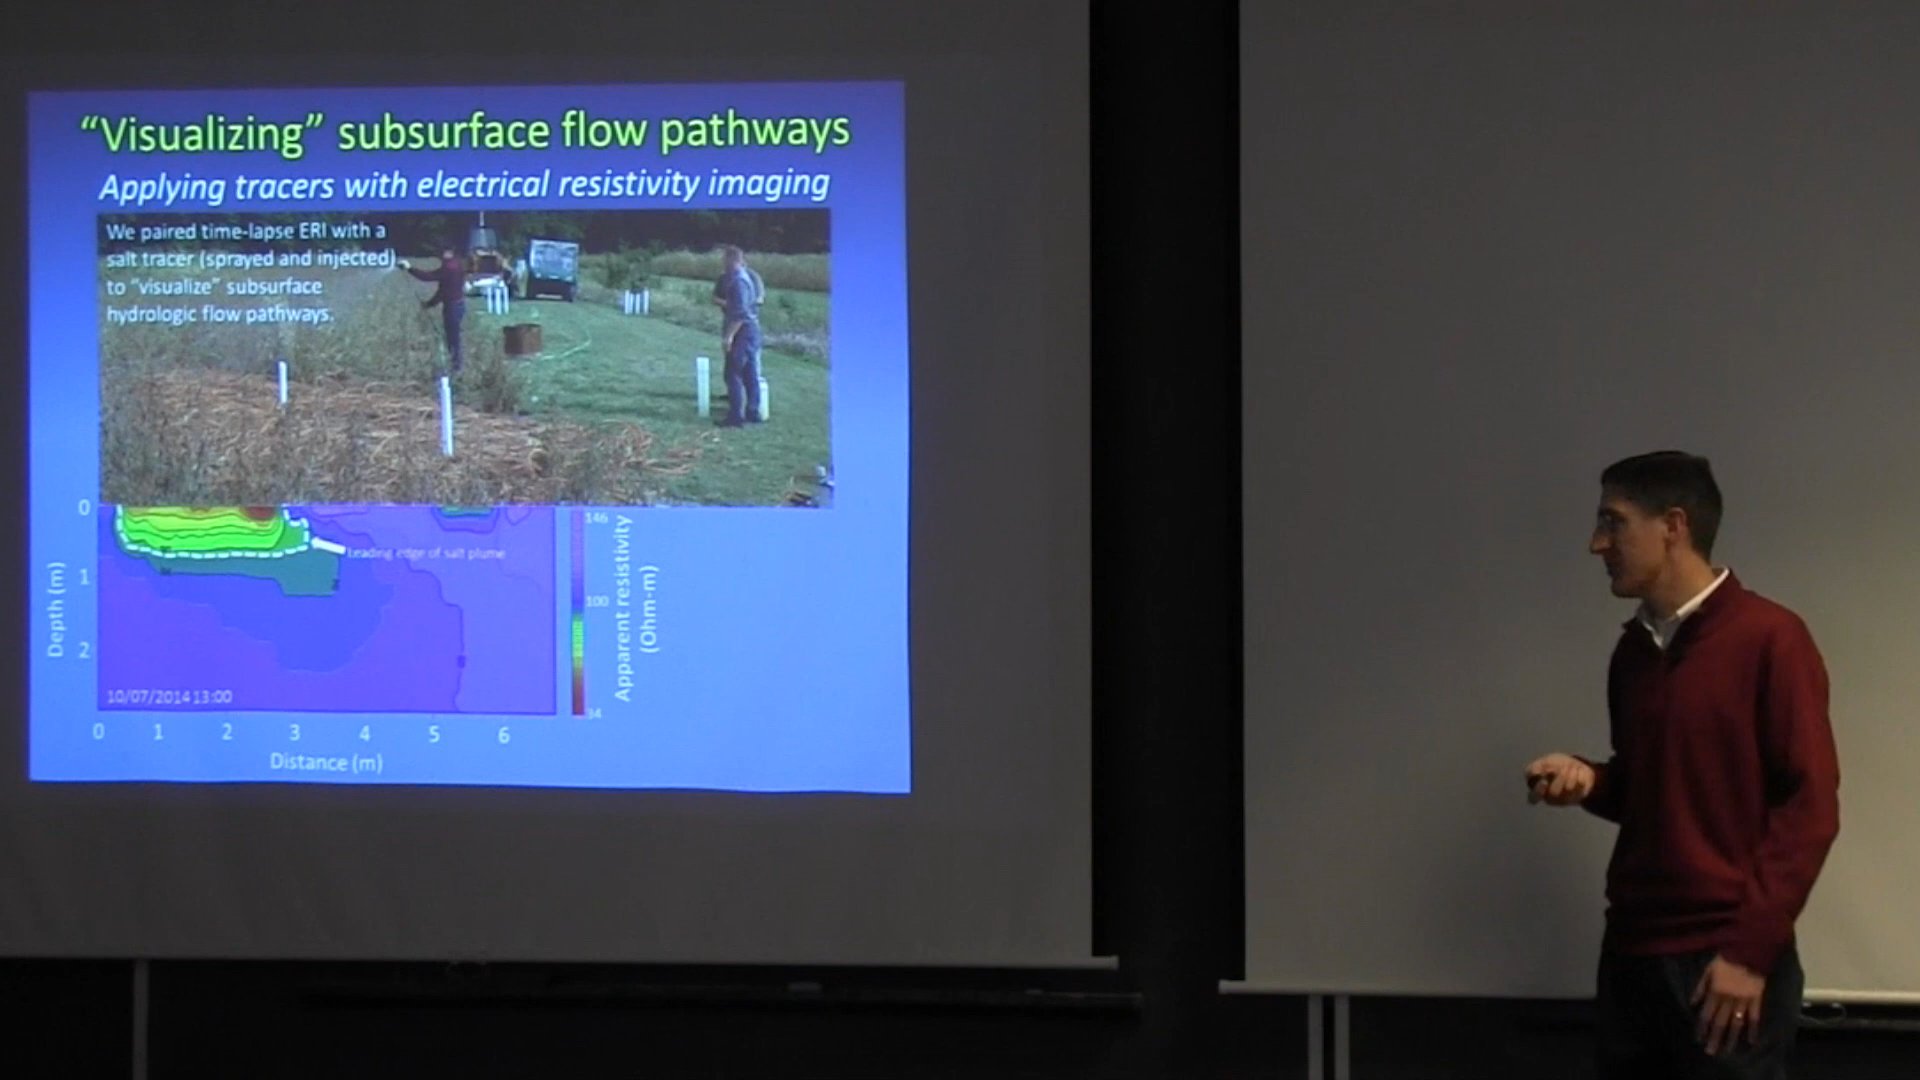 “Visualizing” subsurface flow pathways
Applying tracers with electrical resistivity imaging
We paired time-lapse ERI with a
salt tracer (sprayed and injected)
to “visualize” subsurface
hydrologic flow pathways.
0
1
2
Depth (m)
Leading edge of salt plume
10/07/2014 13:00
0 1 2 3 4 5 6
Distance (m)
146
100
34
Apparent resistivity
(Ohm-m)